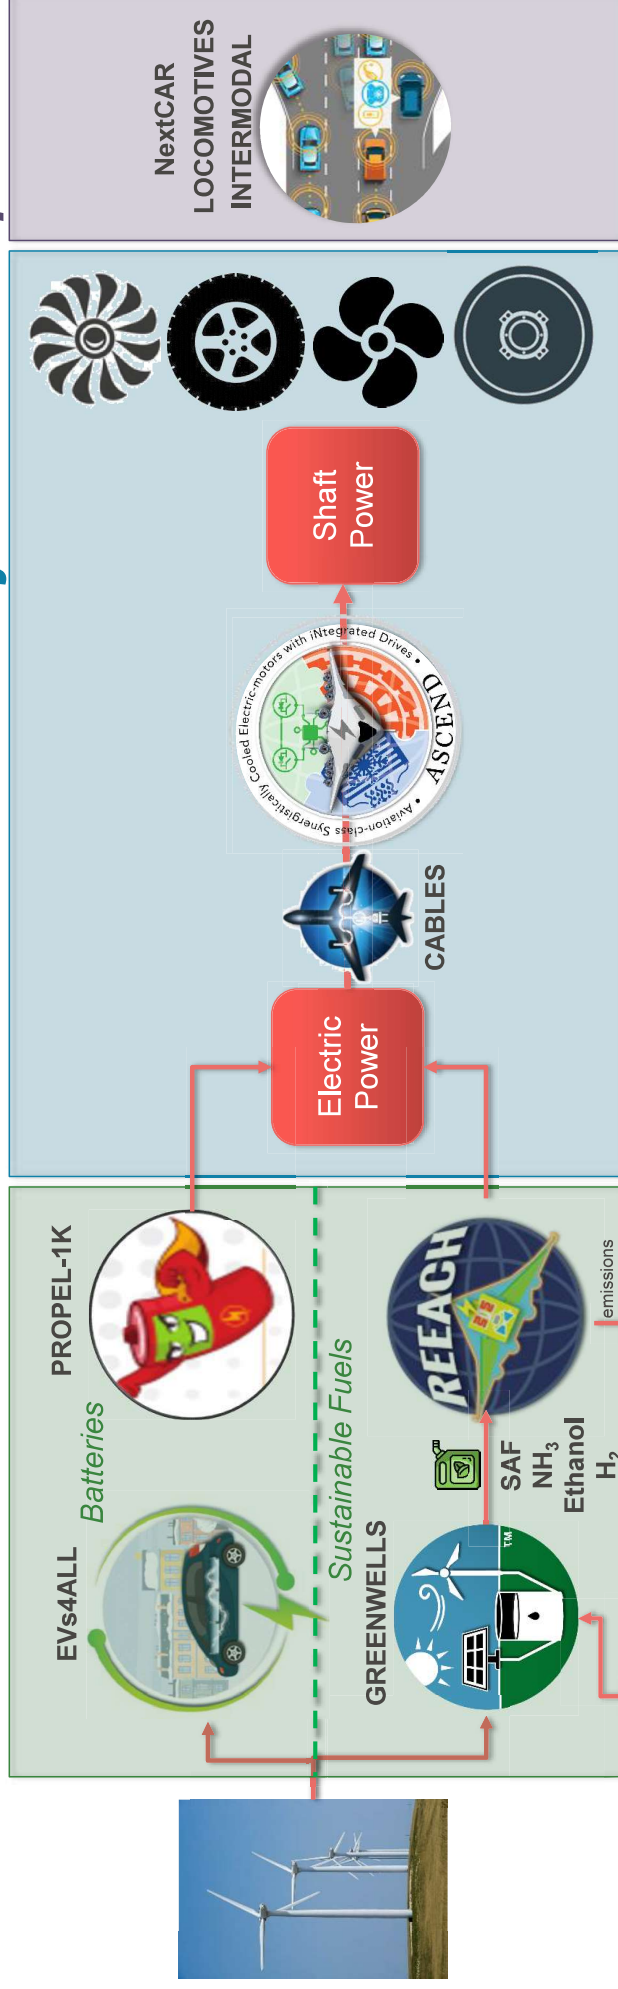 EVs4ALL
Batteries
PROPEL-1K
Sustainable Fuels
GREENWELLS
TM
SAF
NH₃
Ethanol
H₂
REEACH
emissions
Electric
Power
CABLES
Aviation-class Synergistically Cooled Electric-motors with iNtegrated Drives •
• ASCEND
Shaft
Power
NextCAR
LOCOMOTIVES
INTERMODAL